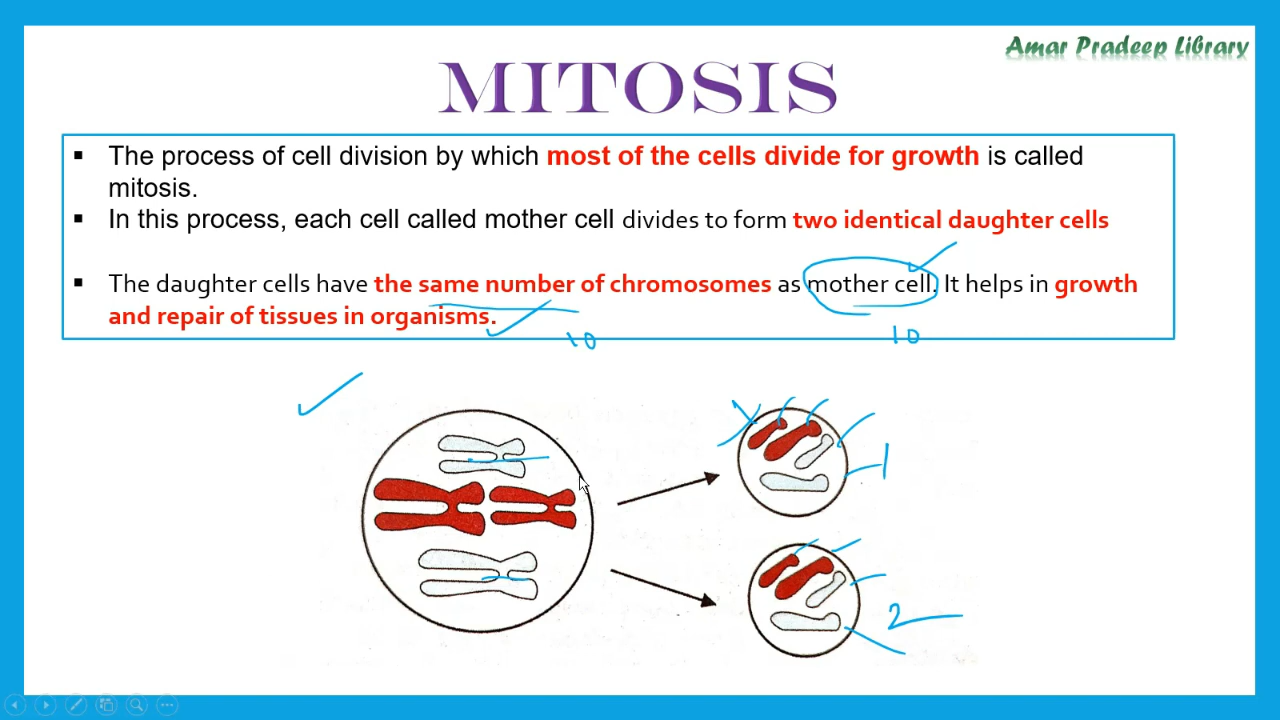 Amar Pradeep Library
MITOSIS
▪ The process of cell division by which most of the cells divide for growth is called
mitosis.
▪ In this process, each cell called mother cell divides to form two identical daughter cells
▪ The daughter cells have the same number of chromosomes as mother cell. It helps in growth
and repair of tissues in organisms.
10 10
1
2